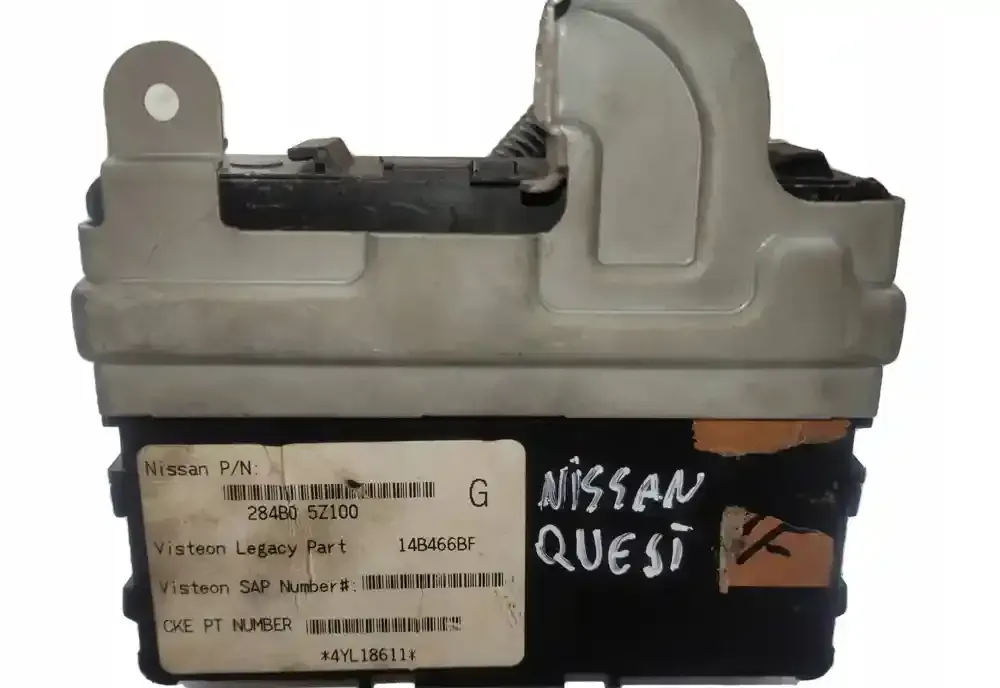 Nissan P/N:
G
284B0 5Z100
Visteon Legacy Part 14B466BF
Visteon SAP Number#:
CKE PT NUMBER
*4YL18611*
NISSAN
QUEST